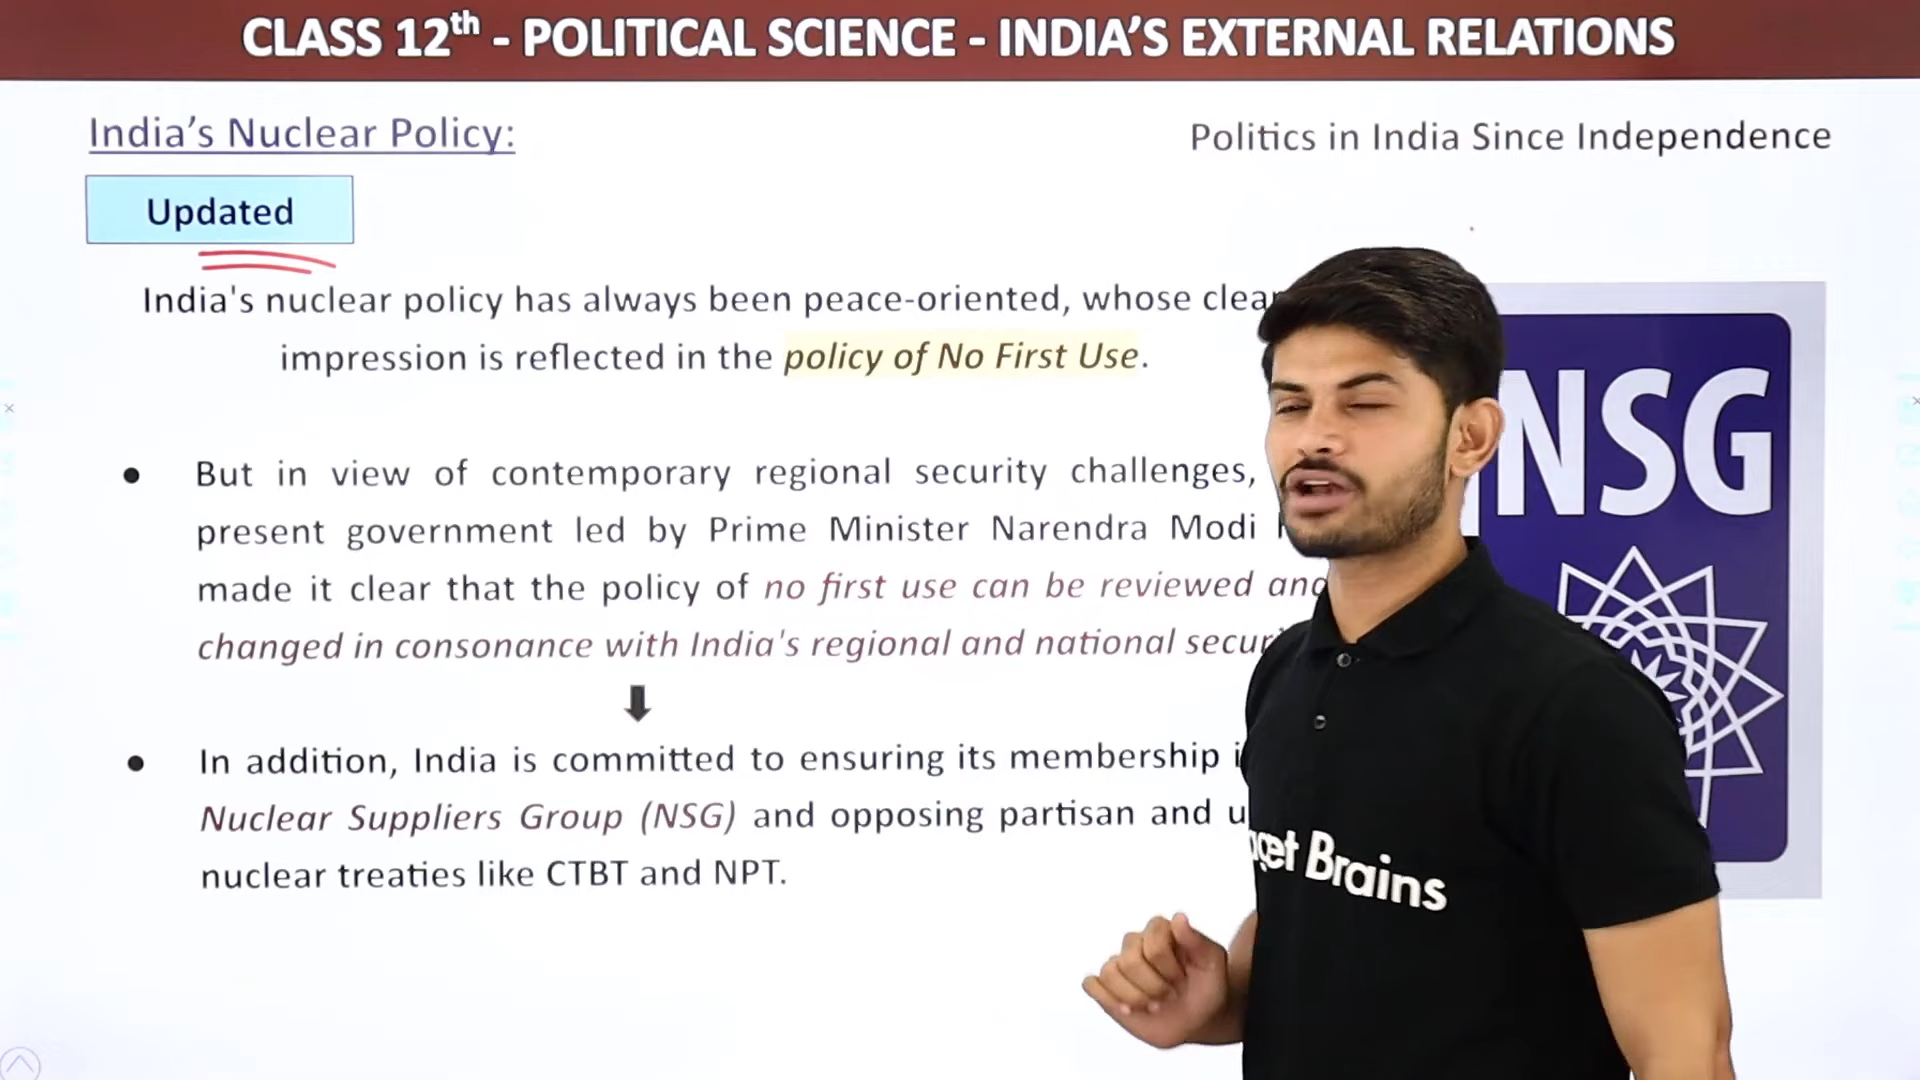 CLASS 12th - POLITICAL SCIENCE - INDIA’S EXTERNAL RELATIONS
India’s Nuclear Policy:
Politics in India Since Independence
Updated
India's nuclear policy has always been peace-oriented, whose clear
impression is reflected in the policy of No First Use.
● But in view of contemporary regional security challenges,
present government led by Prime Minister Narendra Modi
made it clear that the policy of no first use can be reviewed and
changed in consonance with India's regional and national
● In addition, India is committed to ensuring its membership
Nuclear Suppliers Group (NSG) and opposing partisan and
nuclear treaties like CTBT and NPT.
NSG
Brains